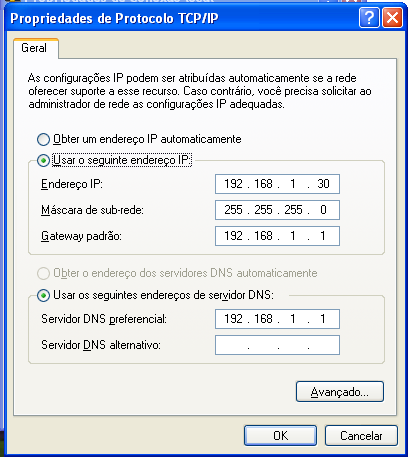 Propriedades de Protocolo TCP/IP
Geral
As configurações IP podem ser atribuídas automaticamente se a rede
oferecer suporte a esse recurso. Caso contrário, você precisa solicitar ao
administrador de rede as configurações IP adequadas.
Obter um endereço IP automaticamente
Usar o seguinte endereço IP:
Endereço IP: 192 . 168 . 1 . 30
Máscara de sub-rede: 255 . 255 . 255 . 0
Gateway padrão: 192 . 168 . 1 . 1
Obter o endereço dos servidores DNS automaticamente
Usar os seguintes endereços de servidor DNS:
Servidor DNS preferencial: 192 . 168 . 1 . 1
Servidor DNS alternativo: . . .
Avançado...
OK Cancelar